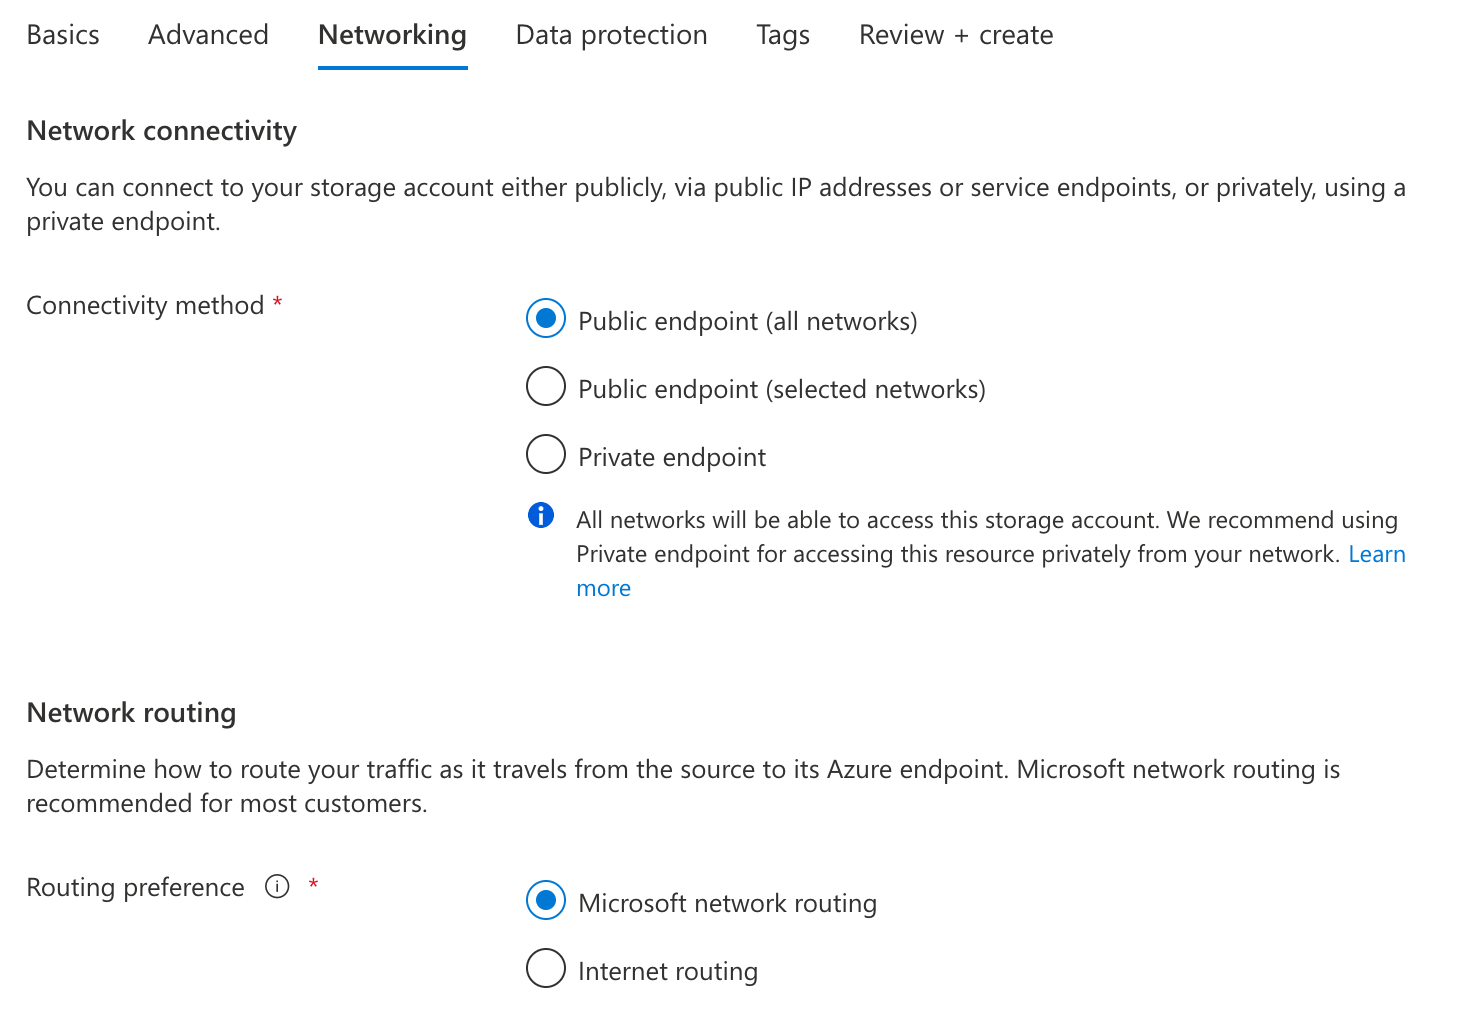 Basics Advanced Networking Data protection Tags Review + create
Network connectivity
You can connect to your storage account either publicly, via public IP addresses or service endpoints, or privately, using a
private endpoint.
Connectivity method *
Public endpoint (all networks)
Public endpoint (selected networks)
Private endpoint
All networks will be able to access this storage account. We recommend using
Private endpoint for accessing this resource privately from your network. Learn
more
Network routing
Determine how to route your traffic as it travels from the source to its Azure endpoint. Microsoft network routing is
recommended for most customers.
Routing preference *
Microsoft network routing
Internet routing